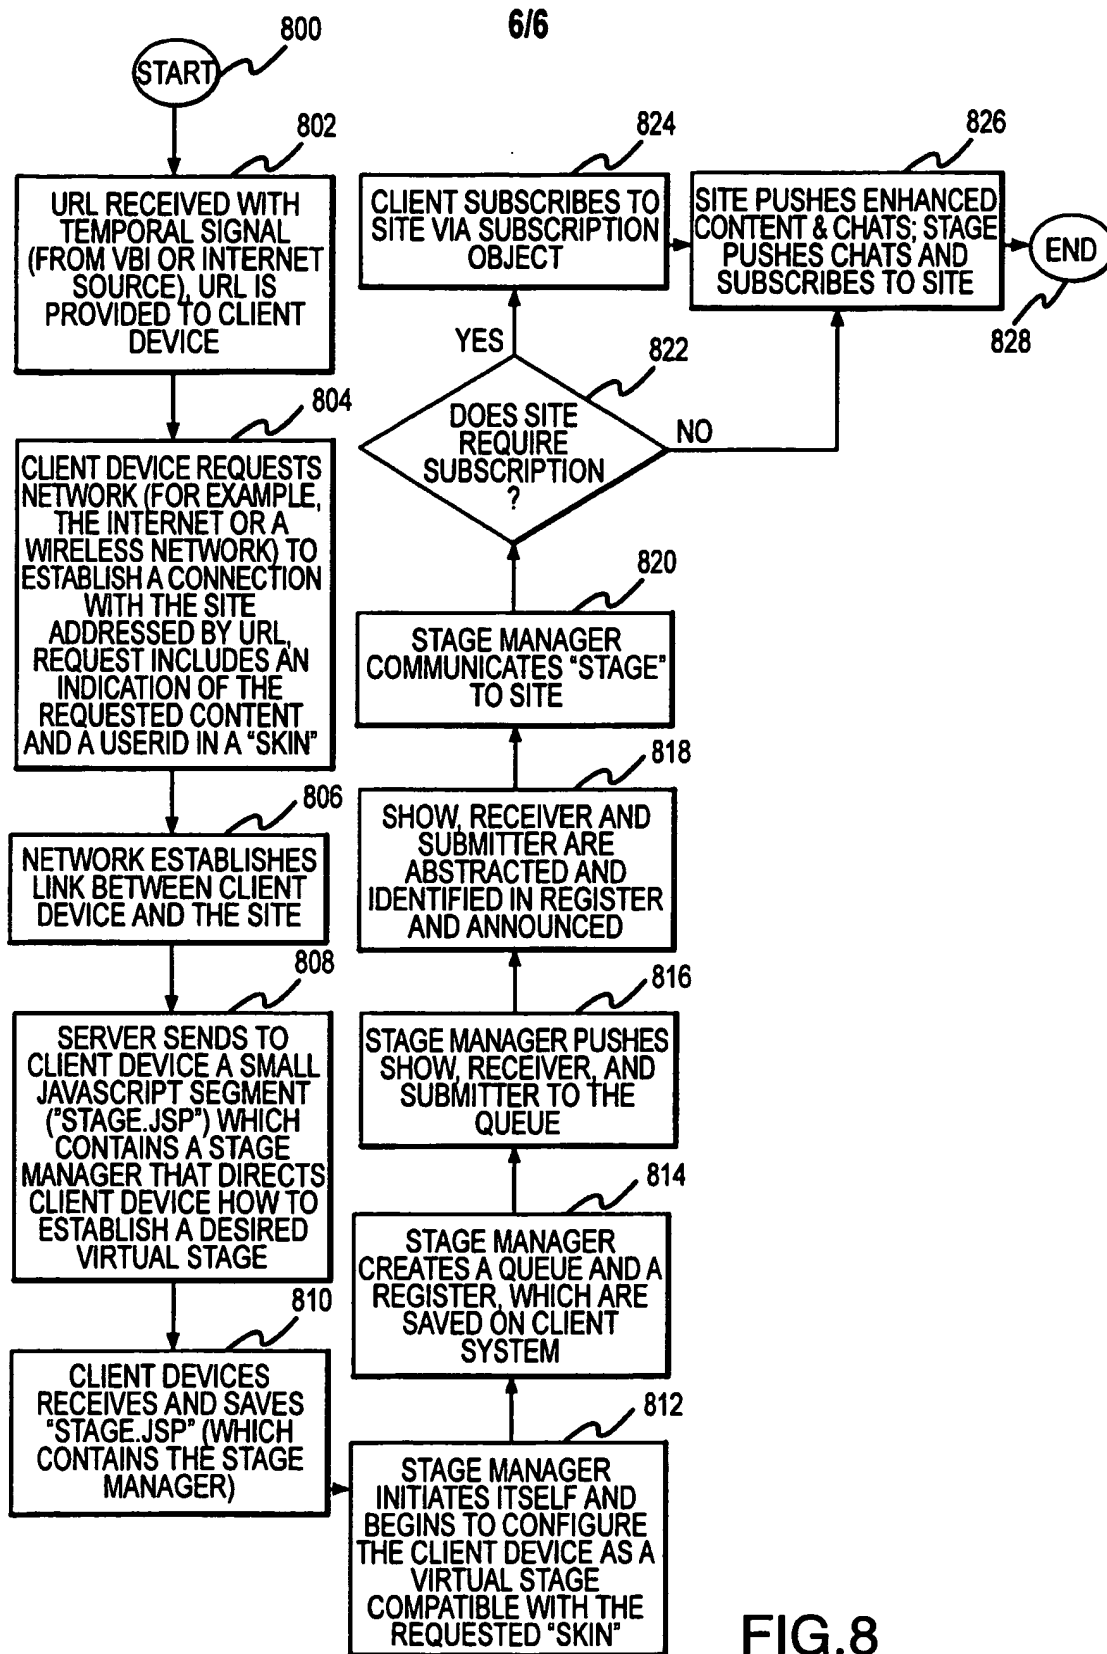 6/6
800
START
802
URL RECEIVED WITH
TEMPORAL SIGNAL
(FROM VBI OR INTERNET
SOURCE), URL IS
PROVIDED TO CLIENT
DEVICE
804
CLIENT DEVICE REQUESTS
NETWORK (FOR EXAMPLE,
THE INTERNET OR A
WIRELESS NETWORK) TO
ESTABLISH A CONNECTION
WITH THE SITE
ADDRESSED BY URL,
REQUEST INCLUDES AN
INDICATION OF THE
REQUESTED CONTENT
AND A USERID IN A "SKIN"
806
NETWORK ESTABLISHES
LINK BETWEEN CLIENT
DEVICE AND THE SITE
808
SERVER SENDS TO
CLIENT DEVICE A SMALL
JAVASCRIPT SEGMENT
("STAGE.JSP") WHICH
CONTAINS A STAGE
MANAGER THAT DIRECTS
CLIENT DEVICE HOW TO
ESTABLISH A DESIRED
VIRTUAL STAGE
810
CLIENT DEVICES
RECEIVES AND SAVES
"STAGE.JSP" (WHICH
CONTAINS THE STAGE
MANAGER)
812
STAGE MANAGER
INITIATES ITSELF AND
BEGINS TO CONFIGURE
THE CLIENT DEVICE AS A
VIRTUAL STAGE
COMPATIBLE WITH THE
REQUESTED "SKIN"
814
STAGE MANAGER
CREATES A QUEUE AND A
REGISTER, WHICH ARE
SAVED ON CLIENT
SYSTEM
816
STAGE MANAGER PUSHES
SHOW, RECEIVER, AND
SUBMITTER TO THE
QUEUE
818
SHOW, RECEIVER AND
SUBMITTER ARE
ABSTRACTED AND
IDENTIFIED IN REGISTER
AND ANNOUNCED
820
STAGE MANAGER
COMMUNICATES "STAGE"
TO SITE
822
DOES SITE
REQUIRE
SUBSCRIPTION
?
YES
NO
824
CLIENT SUBSCRIBES TO
SITE VIA SUBSCRIPTION
OBJECT
826
SITE PUSHES ENHANCED
CONTENT & CHATS; STAGE
PUSHES CHATS AND
SUBSCRIBES TO SITE
END
828
FIG.8